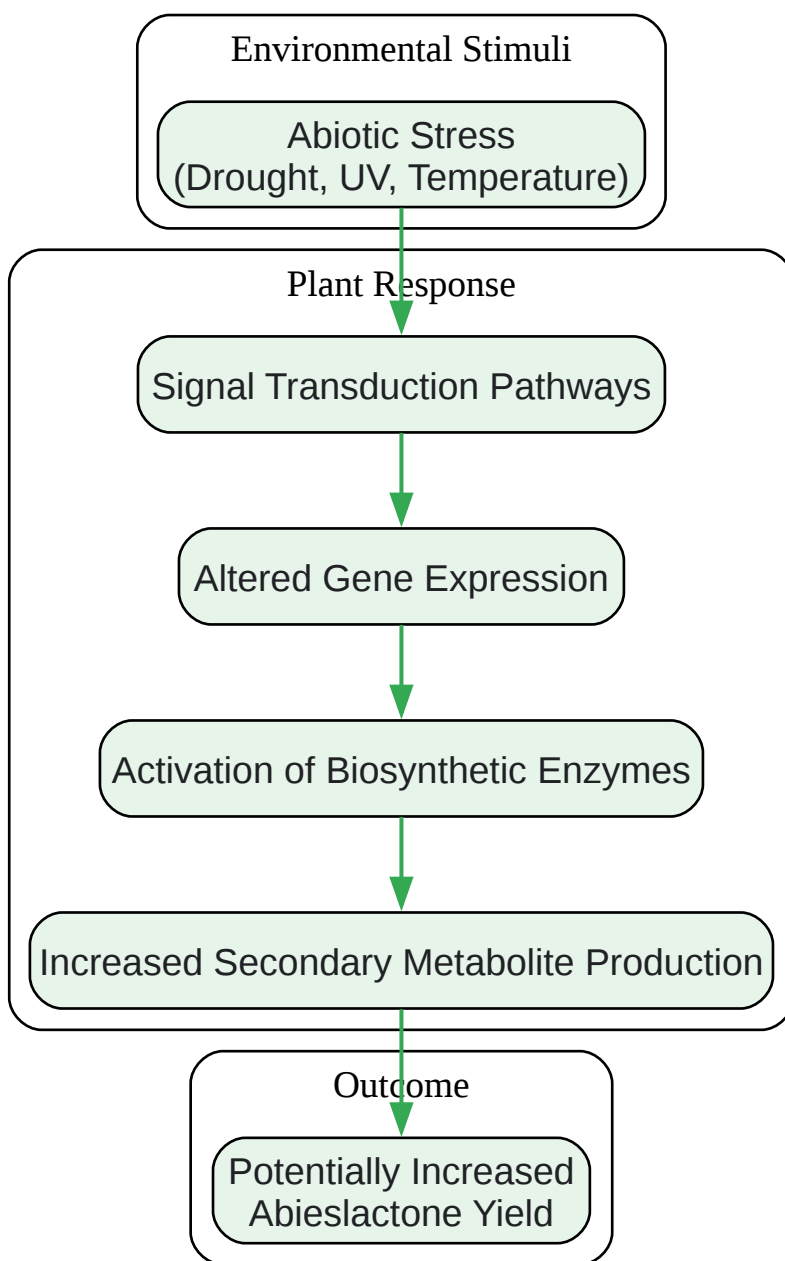 Environmental Stimuli
Abiotic Stress
(Drought, UV, Temperature)
Plant Response
Signal Transduction Pathways
Altered Gene Expression
Activation of Biosynthetic Enzymes
Increased Secondary Metabolite Production
Outcome
Potentially Increased
Abieslactone Yield